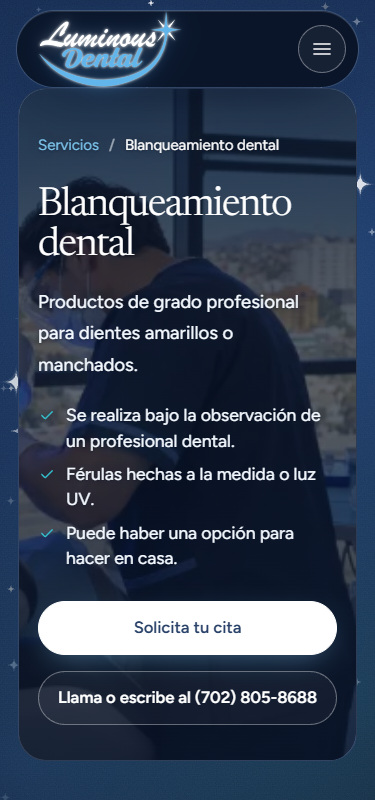 Luminous
Dental
Servicios / Blanqueamiento dental
Blanqueamiento
dental
Productos de grado profesional
para dientes amarillos o
manchados.
Se realiza bajo la observación de
un profesional dental.
Férulas hechas a la medida o luz
UV.
Puede haber una opción para
hacer en casa.
Solicita tu cita
Llama o escribe al (702) 805-8688